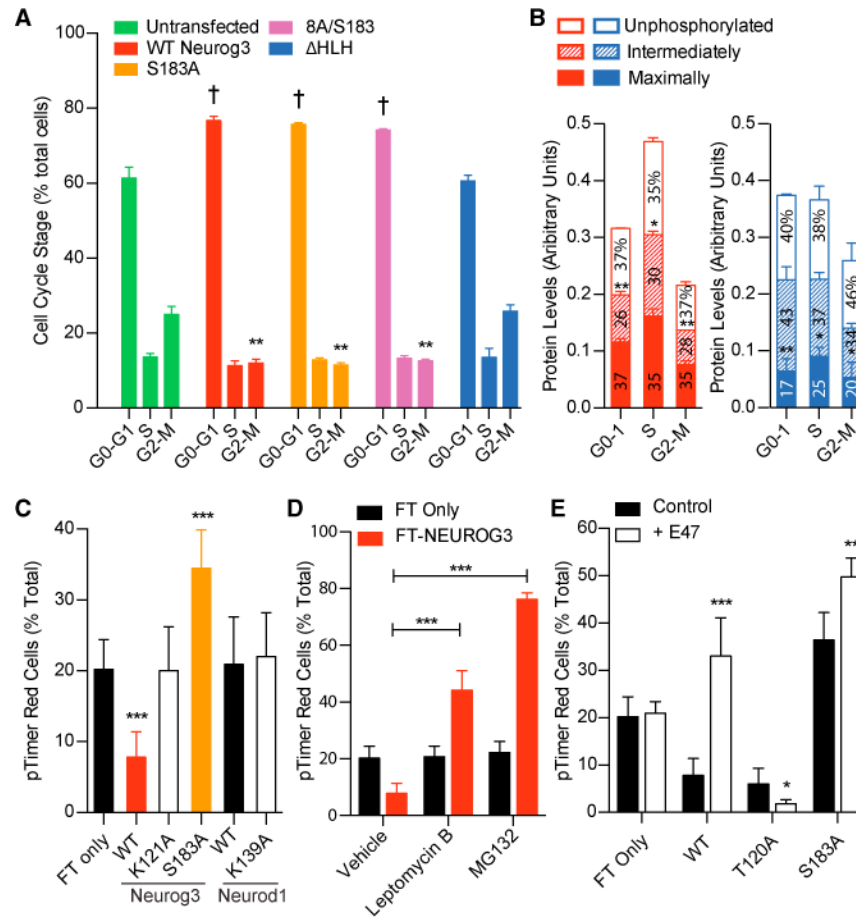 A
Untransfected
WT Neurog3
S183A
8A/S183
ΔHLH
Cell Cycle Stage (% total cells)
80
60
40
20
0
† † †
** ** **
G0-G1 S G2-M G0-G1 S G2-M G0-G1 S G2-M G0-G1 S G2-M G0-G1 S G2-M
B
Unphosphorylated
Intermediately
Maximally
Protein Levels (Aribitrary Units)
0.5
0.4
0.3
0.2
0.1
0.0
37% 35% 37%
** * **
26 30 28
37 35 35
G0-1 S G2-M
Protein Levels (Aribitrary Units)
0.5
0.4
0.3
0.2
0.1
0.0
40% 38% 46%
43 37 34
** * *
17 25 20
G0-1 S G2-M
C
pTimer Red Cells (% Total)
40
30
20
10
0
*** ***
FT only WT K121A S183A WT K139A
Neurog3 Neurod1
D
FT Only
FT-NEUROG3
pTimer Red Cells (% Total)
100
80
60
40
20
0
***
***
Vehicle Leptomycin B MG132
E
Control
+ E47
pTimer Red Cells (% Total)
60
50
40
30
20
10
0
*** * **
FT Only WT T120A S183A